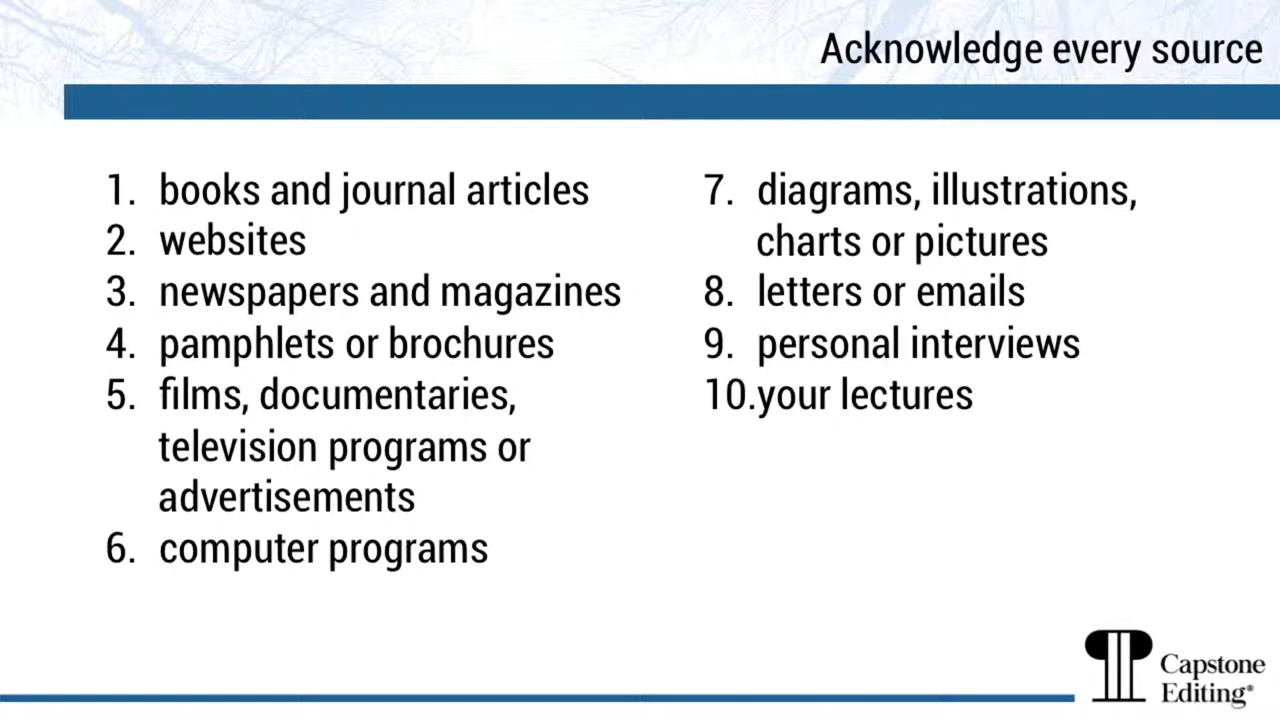 Acknowledge every source
1. books and journal articles
2. websites
3. newspapers and magazines
4. pamphlets or brochures
5. films, documentaries,
television programs or
advertisements
6. computer programs
7. diagrams, illustrations,
charts or pictures
8. letters or emails
9. personal interviews
10.your lectures
Capstone
Editing®